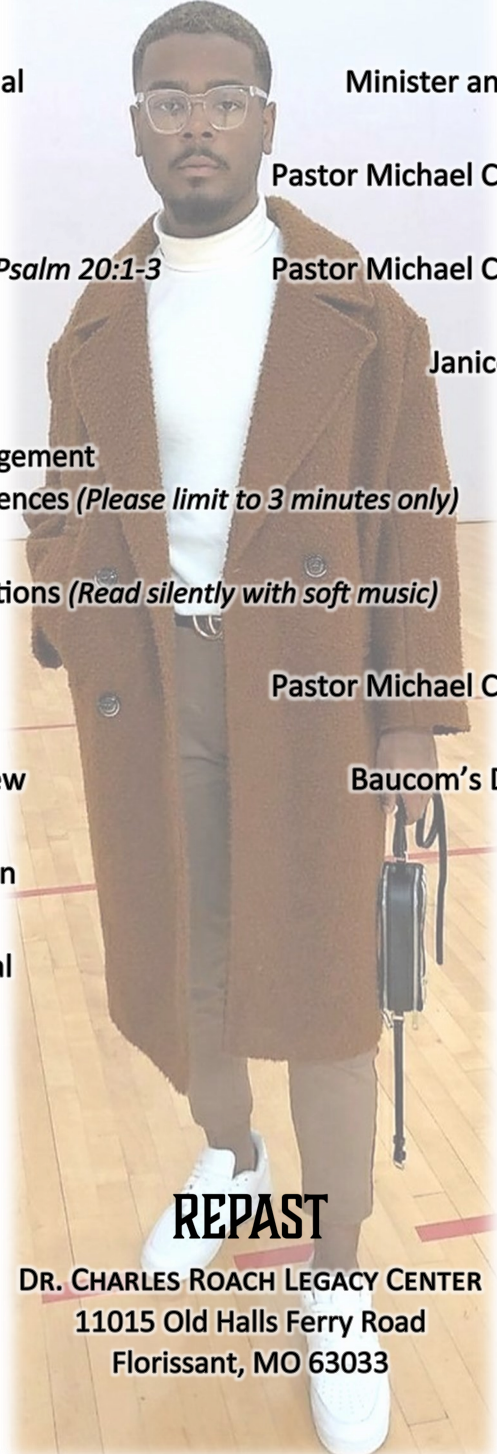 al Minister an
Pastor Michael C
Psalm 20:1-3 Pastor Michael C
Janic
gement
ences (Please limit to 3 minutes only)
tions (Read silently with soft music)
Pastor Michael C
ew Baucom's D
n
al
REPAST
DR. CHARLES ROACH LEGACY CENTER
11015 Old Halls Ferry Road
Florissant, MO 63033